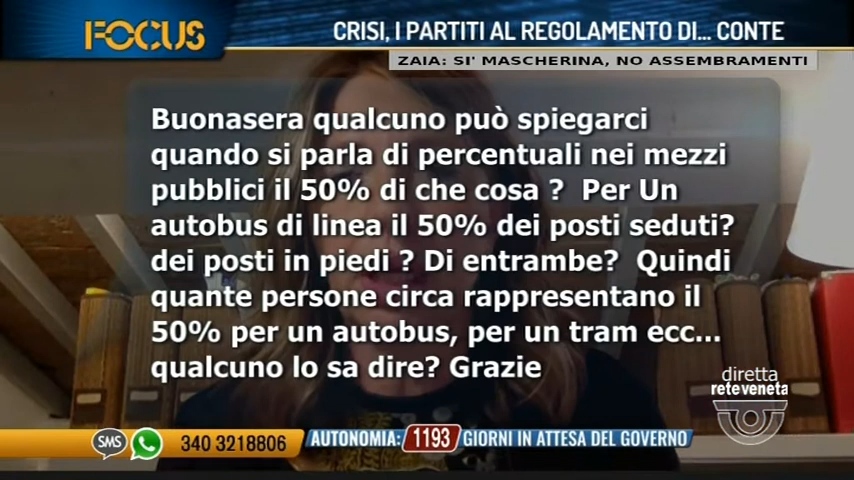 FOCUS
CRISI, I PARTITI AL REGOLAMENTO DI... CONTE
ZAIA: SI' MASCHERINA, NO ASSEMBRAMENTI
Buonasera qualcuno può spiegarci
quando si parla di percentuali nei mezzi
pubblici il 50% di che cosa ? Per Un
autobus di linea il 50% dei posti seduti?
dei posti in piedi ? Di entrambe? Quindi
quante persone circa rappresentano il
50% per un autobus, per un tram ecc...
qualcuno lo sa dire? Grazie
diretta
reteveneta
SMS
340 3218806
AUTONOMIA: 1193 GIORNI IN ATTESA DEL GOVERNO